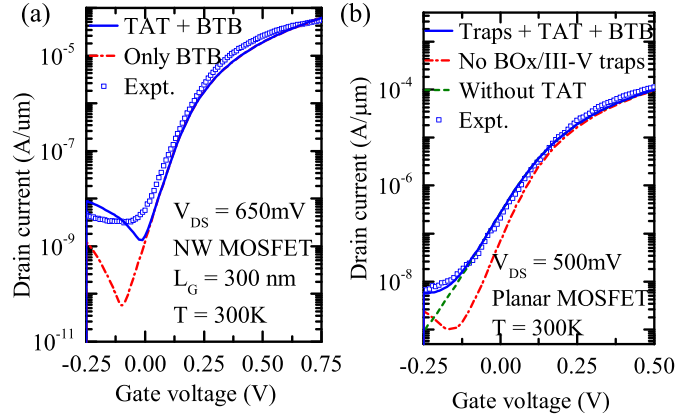 (a)
TAT + BTB
Only BTB
Expt.
V_DS = 650mV
NW MOSFET
L_G = 300 nm
T = 300K
10^-5
10^-7
10^-9
10^-11
Drain current (A/μm)
-0.25 0.00 0.25 0.50 0.75
Gate voltage (V)
(b)
Traps + TAT + BTB
No BOx/III-V traps
Without TAT
Expt.
V_DS = 500mV
Planar MOSFET
T = 300K
10^-4
10^-6
10^-8
Drain current (A/μm)
-0.25 0.00 0.25 0.50
Gate voltage (V)